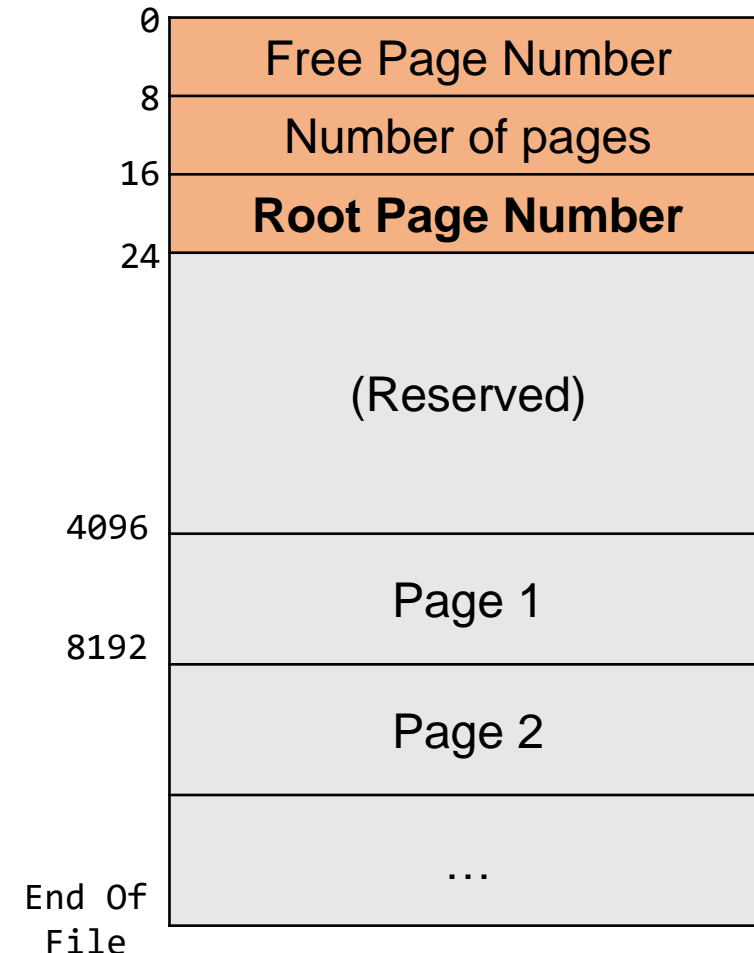 0
Free Page Number
8
Number of pages
16
Root Page Number
24
(Reserved)
4096
Page 1
8192
Page 2
...
End Of
File